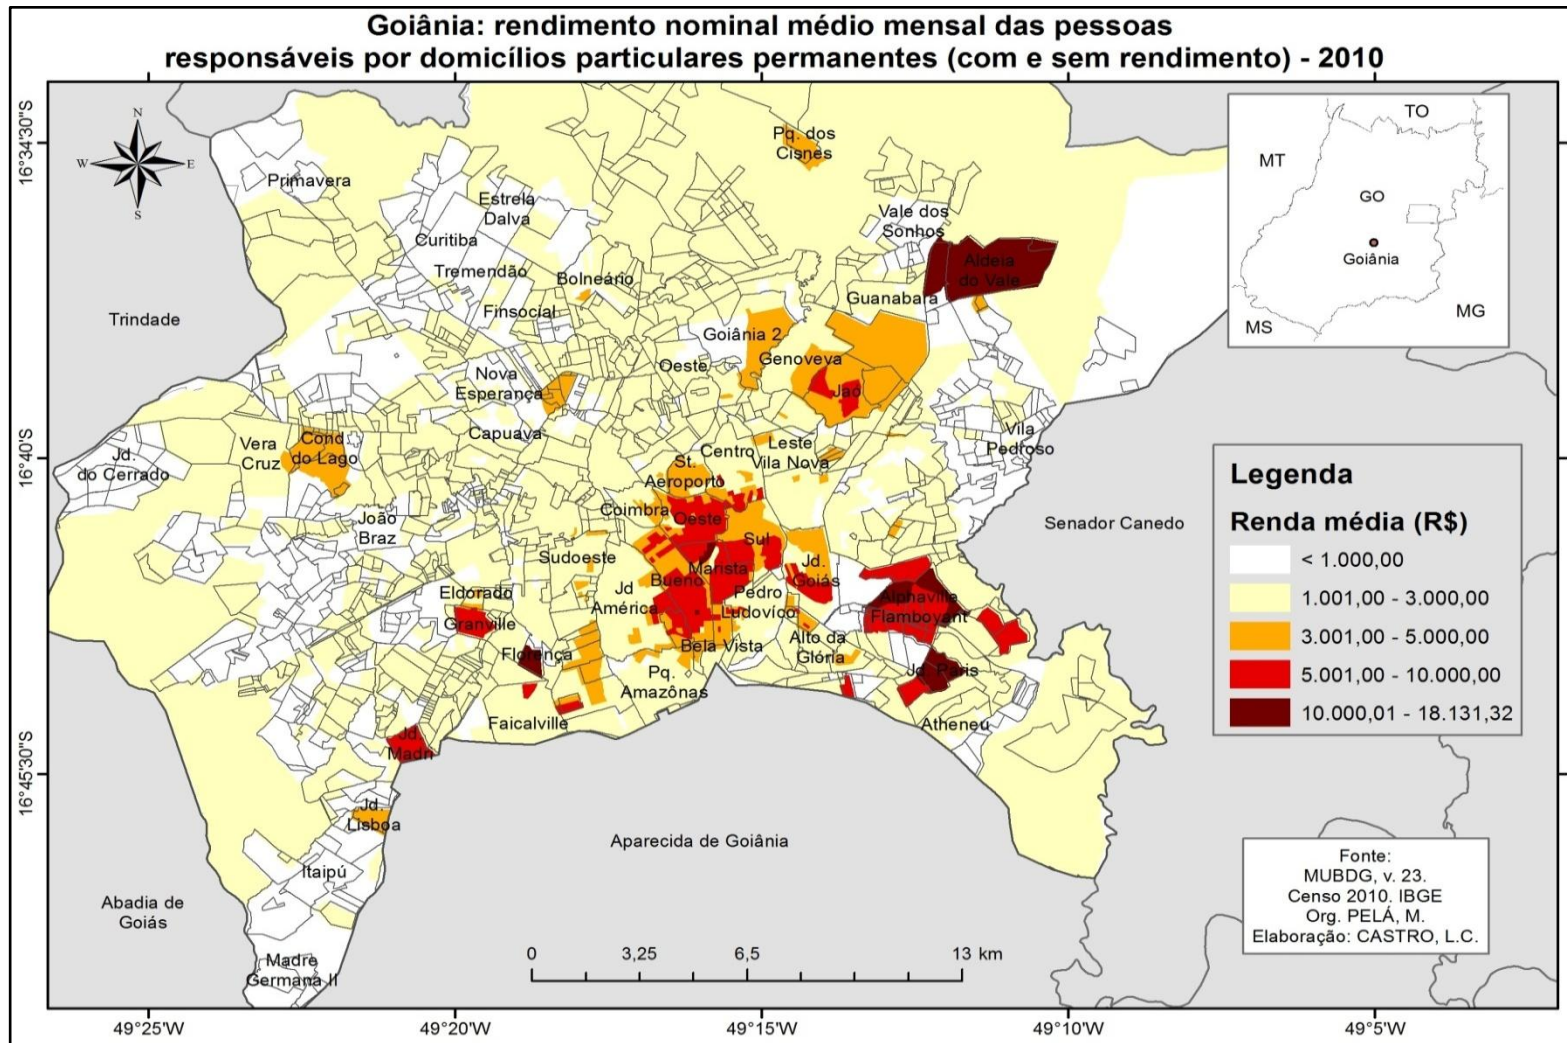 Goiânia: rendimento nominal médio mensal das pessoas
responsáveis por domicílios particulares permanentes (com e sem rendimento) - 2010
N
W
E
S
16°34'30"S
16°40'S
16°45'30"S
49°25'W
49°20'W
49°15'W
49°10'W
49°5'W
TO
MT
GO
Goiânia
MS
MG
Pq. dos
Cisnes
Primavera
Estrela
Dalva
Curitiba
Vale dos
Sonhos
Tremendão
Bolneário
Aldeia
do Vale
Guanabara
Trindade
Finsocial
Goiânia 2
Genoveva
Oeste
Nova
Esperança
Jaó
Capuava
Vila
Pedroso
Vera
Cruz
Cond
do Lago
Jd.
do Cerrado
Centro
Leste
Vila Nova
St.
Aeroporto
Coimbra
Oeste
João
Braz
Sul
Senador Canedo
Sudoeste
Marista
Jd.
Goiás
Bueno
Eldorado
Jd
América
Pedro
Ludovico
Alphaville
Flamboyant
Granville
Bela Vista
Alto da
Glória
Florença
Jd. Paris
Pq.
Amazônas
Faicalville
Atheneu
Jd.
Madri
Jd.
Lisboa
Aparecida de Goiânia
Itaipú
Abadia de
Goiás
Madre
Germana II
0
3,25
6,5
13 km
Legenda
Renda média (R$)
< 1.000,00
1.001,00 - 3.000,00
3.001,00 - 5.000,00
5.001,00 - 10.000,00
10.000,01 - 18.131,32
Fonte:
MUBDG, v. 23.
Censo 2010. IBGE
Org. PELÁ, M.
Elaboração: CASTRO, L.C.